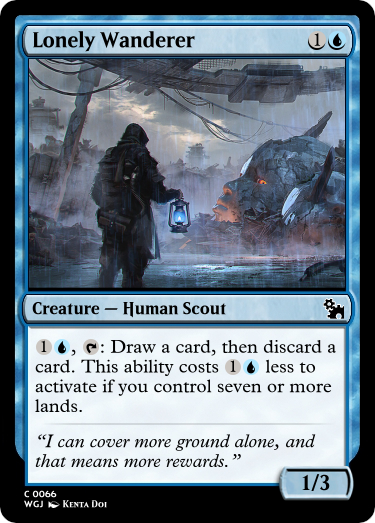 Lonely Wanderer 1
Creature — Human Scout
1, : Draw a card, then discard a
card. This ability costs 1 less to
activate if you control seven or more
lands.
“I can cover more ground alone, and
that means more rewards.”
1/3
C 0066
WGJ Kenta Doi